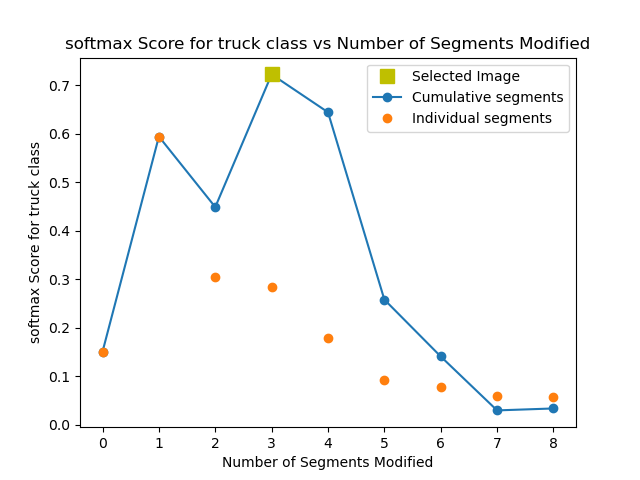 softmax Score for truck class vs Number of Segments Modified
Selected Image
Cumulative segments
Individual segments
softmax Score for truck class
0.7
0.6
0.5
0.4
0.3
0.2
0.1
0.0
0 1 2 3 4 5 6 7 8
Number of Segments Modified